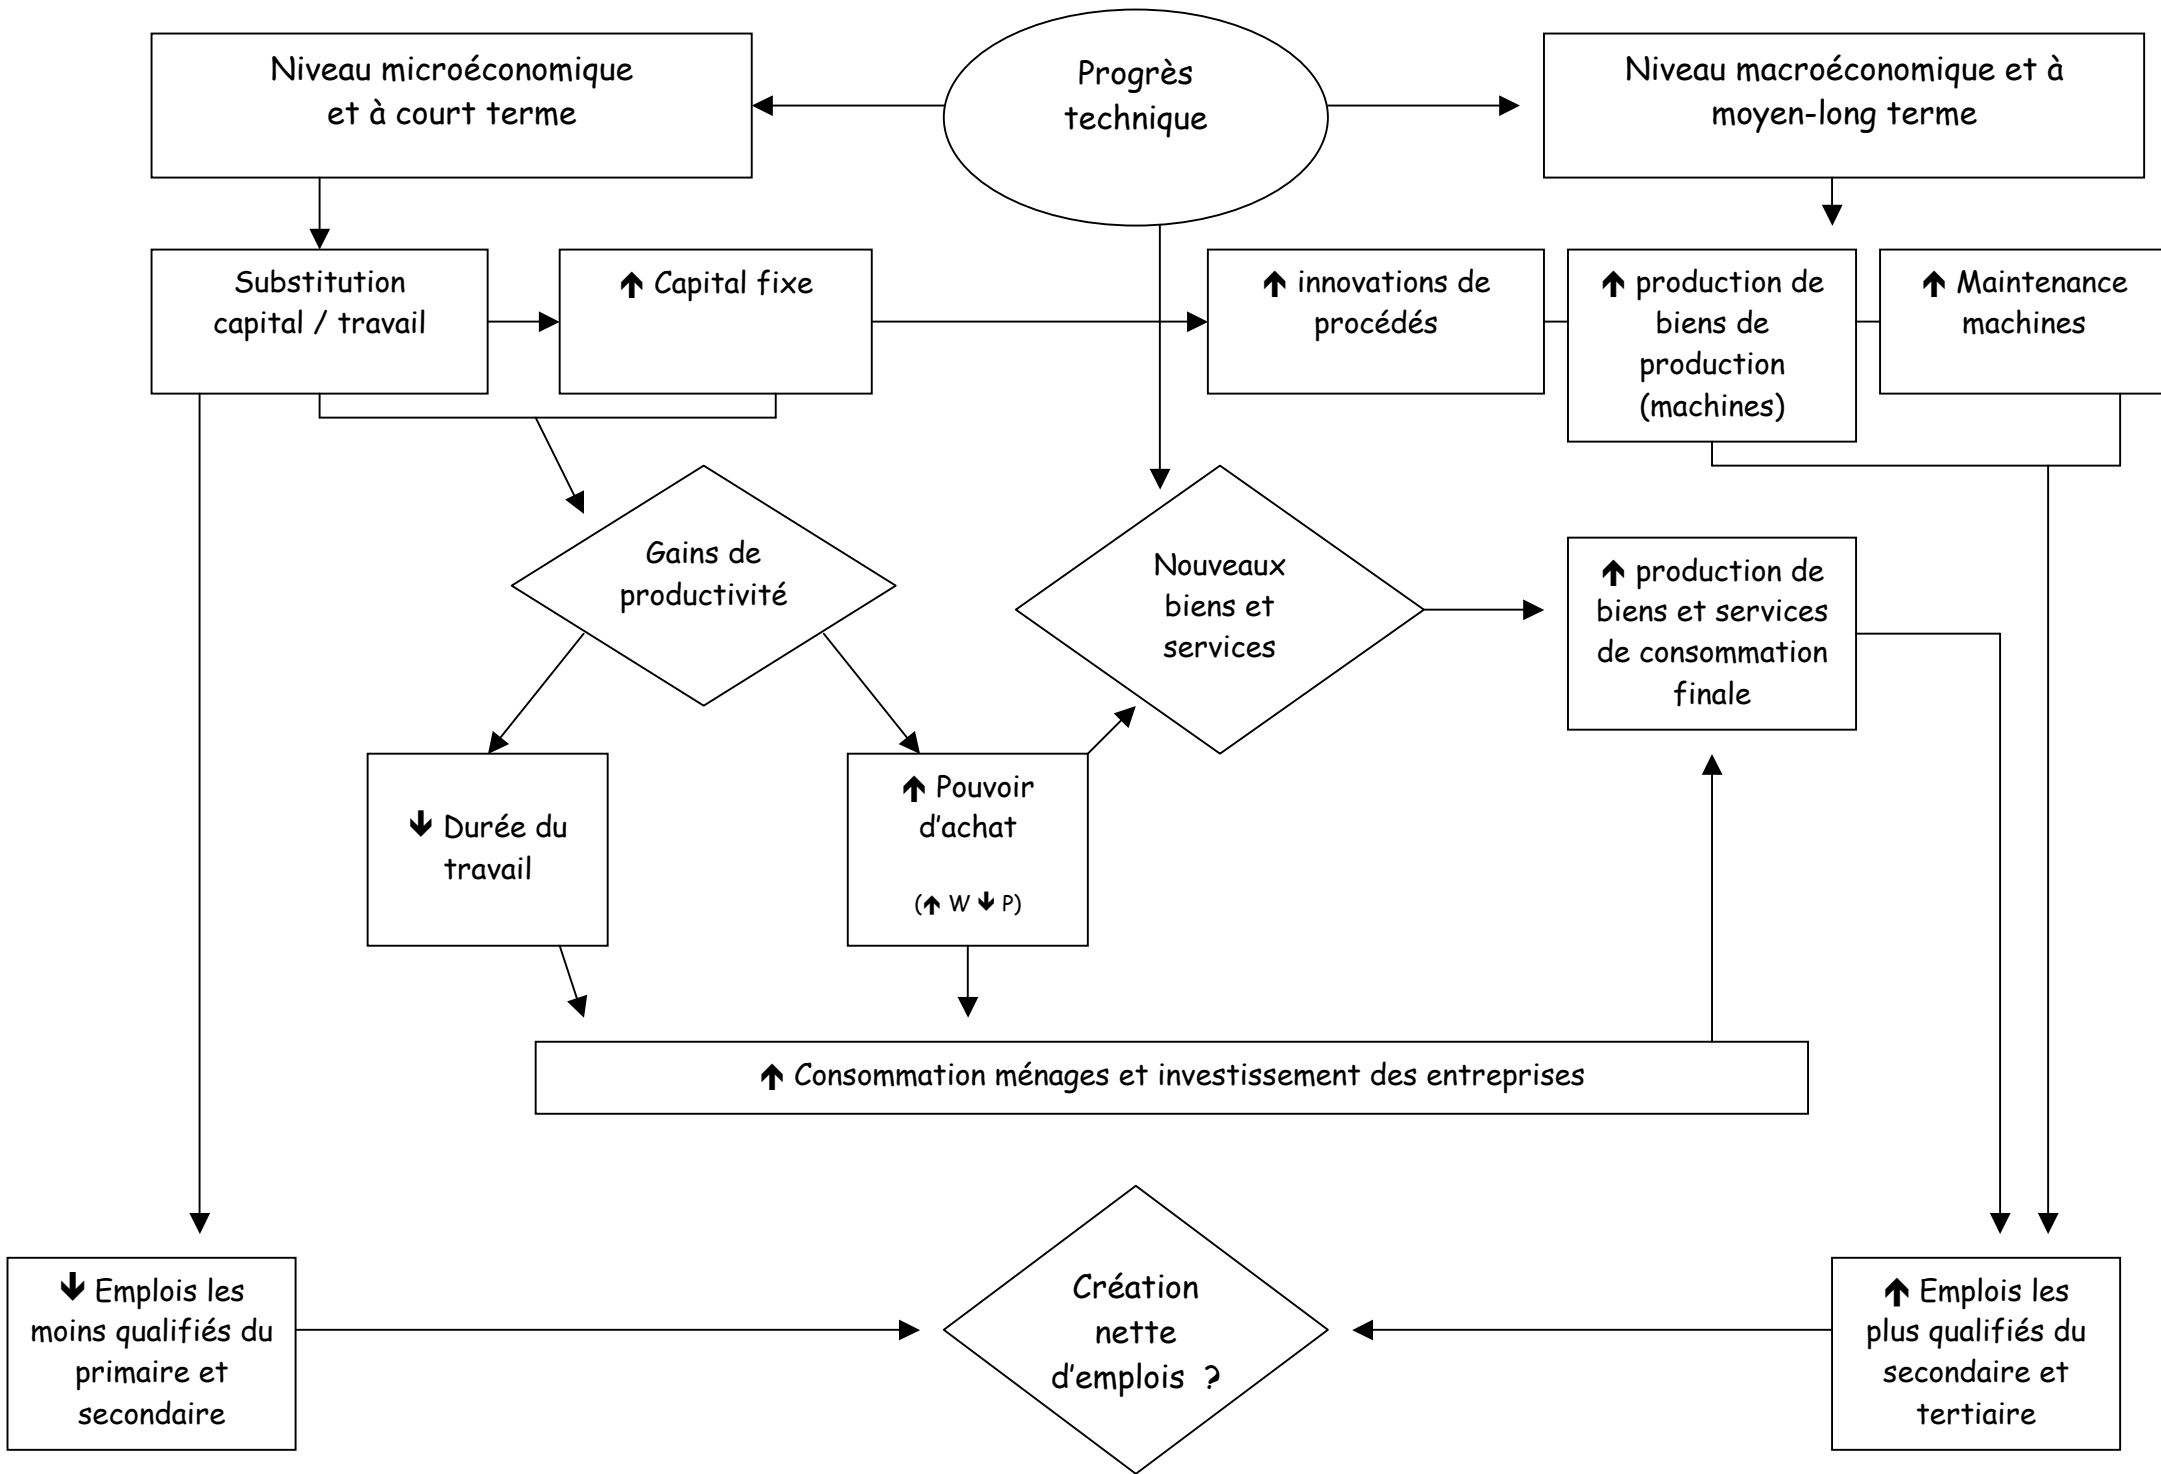 Niveau microéconomique
et à court terme
Progrès
technique
Niveau macroéconomique et à
moyen-long terme
Substitution
capital / travail
↑ Capital fixe
↑ innovations de
procédés
↑ production de
biens de
production
(machines)
↑ Maintenance
machines
Gains de
productivité
Nouveaux
biens et
services
↑ production de
biens et services
de consommation
finale
↓ Durée du
travail
↑ Pouvoir
d'achat
(↑ W ↓ P)
↑ Consommation ménages et investissement des entreprises
↓ Emplois les
moins qualifiés du
primaire et
secondaire
Création
nette
d'emplois ?
↑ Emplois les
plus qualifiés du
secondaire et
tertiaire